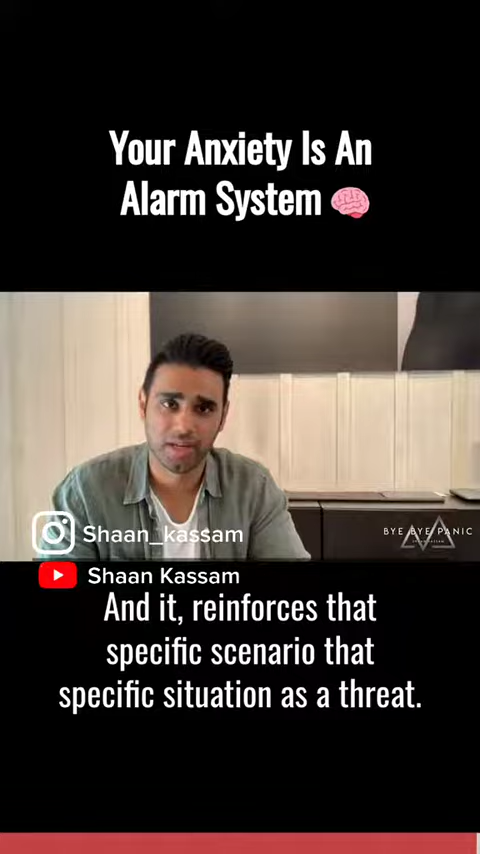 Your Anxiety Is An
Alarm System 🧠
Shaan_kassam
BYE BYE PANIC
Shaan Kassam
And it, reinforces that
specific scenario that
specific situation as a threat.